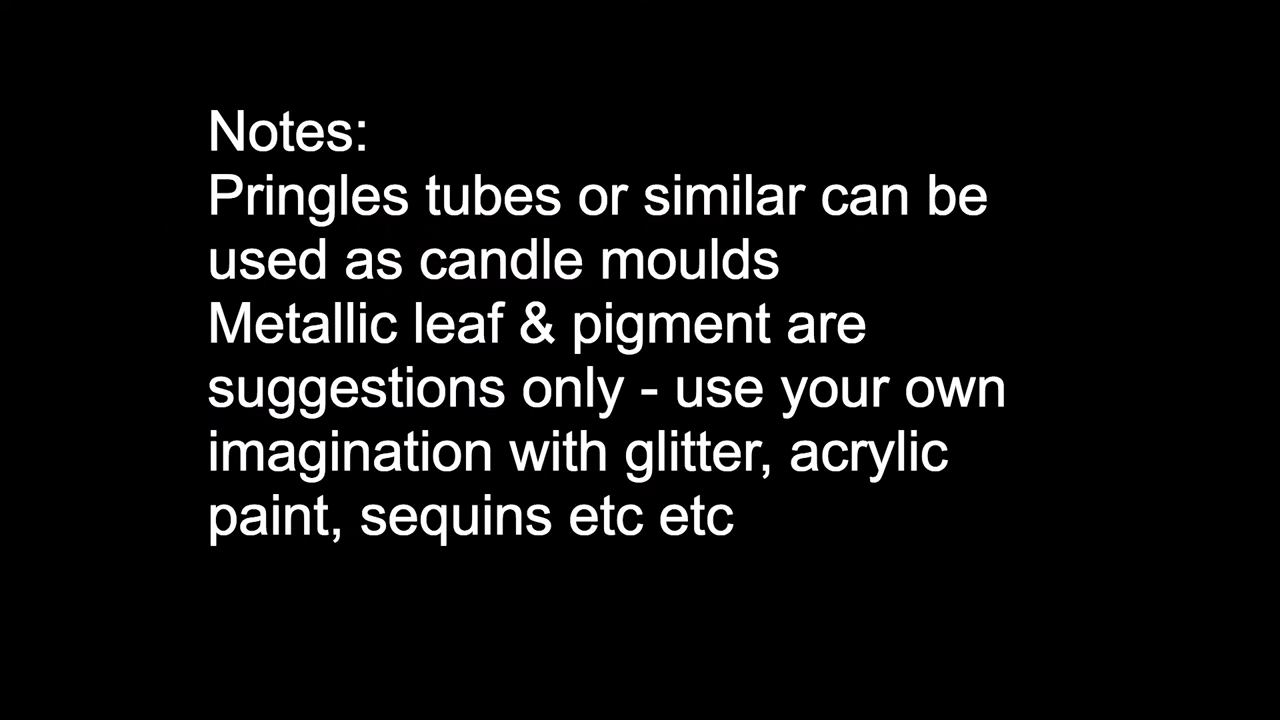 Notes:
Pringles tubes or similar can be
used as candle moulds
Metallic leaf & pigment are
suggestions only - use your own
imagination with glitter, acrylic
paint, sequins etc etc